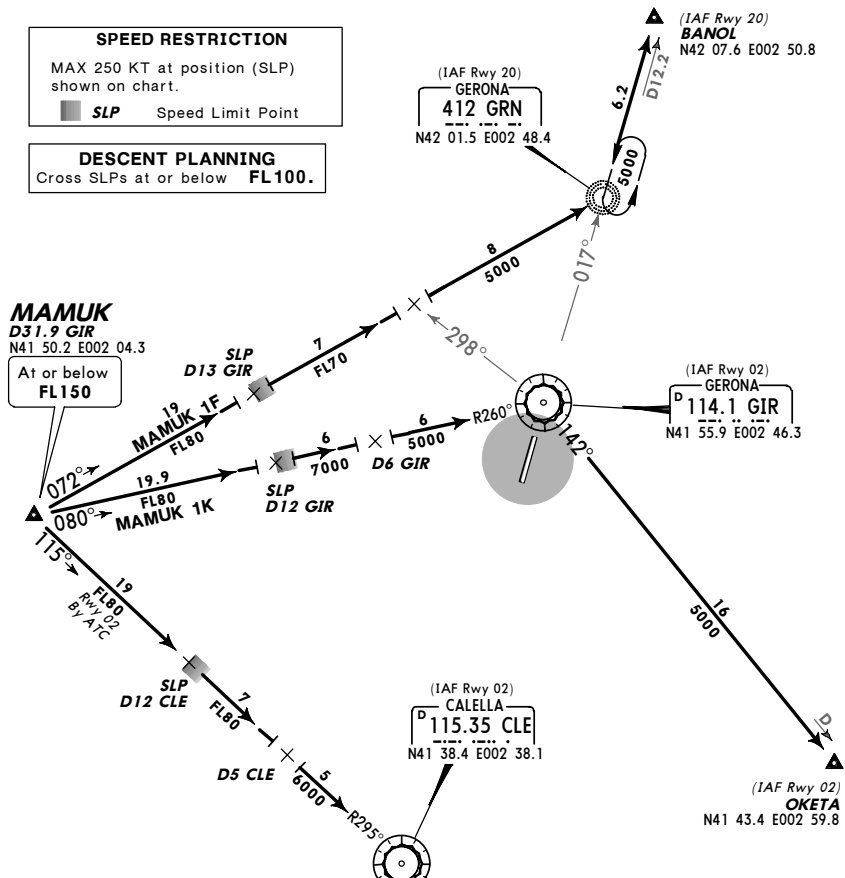 SPEED RESTRICTION
MAX 250 KT at position (SLP)
shown on chart.
SLP Speed Limit Point
DESCENT PLANNING
Cross SLPs at or below FL100.
(IAF Rwy 20)
BANOL
N42 07.6 E002 50.8
D12.2
6.2
(IAF Rwy 20)
GERONA
412 GRN
N42 01.5 E002 48.4
5000
8
5000
017°
298°
MAMUK
D31.9 GIR
N41 50.2 E002 04.3
At or below
FL150
SLP
D13 GIR
7
FL70
19
MAMUK 1F
FL80
072°
19.9
FL80
080°
MAMUK 1K
SLP
D12 GIR
6
7000
D6 GIR
6
5000
R260°
(IAF Rwy 02)
GERONA
D 114.1 GIR
N41 55.9 E002 46.3
142°
16
5000
D
(IAF Rwy 02)
OKETA
N41 43.4 E002 59.8
115°
19
FL80
Rwy 02
By ATC
SLP
D12 CLE
7
FL80
D5 CLE
5
6000
R295°
(IAF Rwy 02)
CALELLA
D 115.35 CLE
N41 38.4 E002 38.1